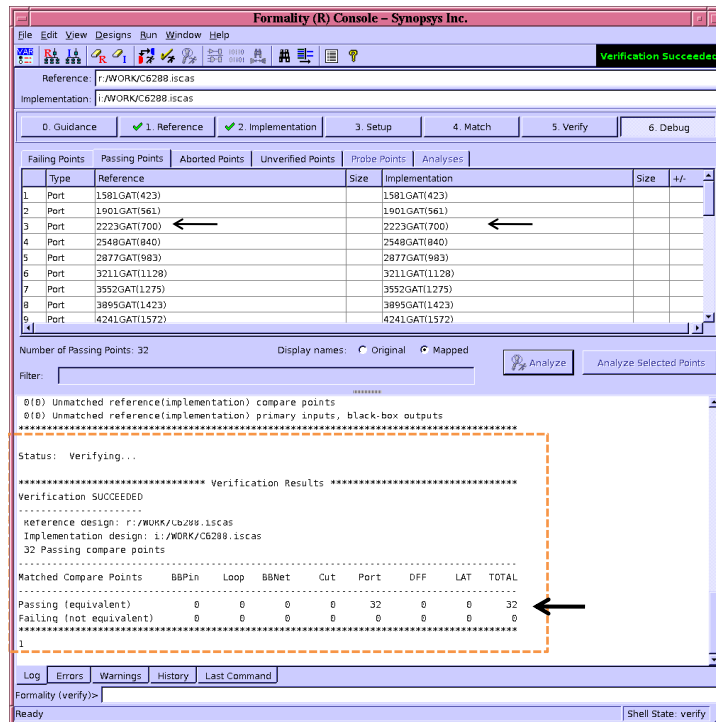 Formality (R) Console - Synopsys Inc.
File Edit View Designs Run Window Help
Verification Succeeded
Reference: r:/WORK/C6288.iscas
Implementation: i:/WORK/C6288.iscas
0. Guidance 1. Reference 2. Implementation 3. Setup 4. Match 5. Verify 6. Debug
Failing Points Passing Points Aborted Points Unverified Points Probe Points Analyses
Type Reference Size Implementation Size +/-
1 Port 1581GAT(423) 1581GAT(423)
2 Port 1901GAT(561) 1901GAT(561)
3 Port 2223GAT(700) 2223GAT(700)
4 Port 2548GAT(840) 2548GAT(840)
5 Port 2877GAT(983) 2877GAT(983)
6 Port 3211GAT(1128) 3211GAT(1128)
7 Port 3552GAT(1275) 3552GAT(1275)
8 Port 3895GAT(1423) 3895GAT(1423)
9 Port 4241GAT(1572) 4241GAT(1572)
Number of Passing Points: 32 Display names: Original Mapped Analyze Analyze Selected Points
Filter:
0(0) Unmatched reference(implementation) compare points
0(0) Unmatched reference(implementation) primary inputs, black-box outputs
********************************************************************************
Status: Verifying...
******************************* Verification Results *******************************
Verification SUCCEEDED
----------------------
Reference design: r:/WORK/C6288.iscas
Implementation design: i:/WORK/C6288.iscas
32 Passing compare points
--------------------------------------------------------------------------------
Matched Compare Points BBPin Loop BBNet Cut Port DFF LAT TOTAL
--------------------------------------------------------------------------------
Passing (equivalent) 0 0 0 0 32 0 0 32
Failing (not equivalent) 0 0 0 0 0 0 0 0
********************************************************************************
1
Log Errors Warnings History Last Command
Formality (verify)>
Ready Shell State: verify